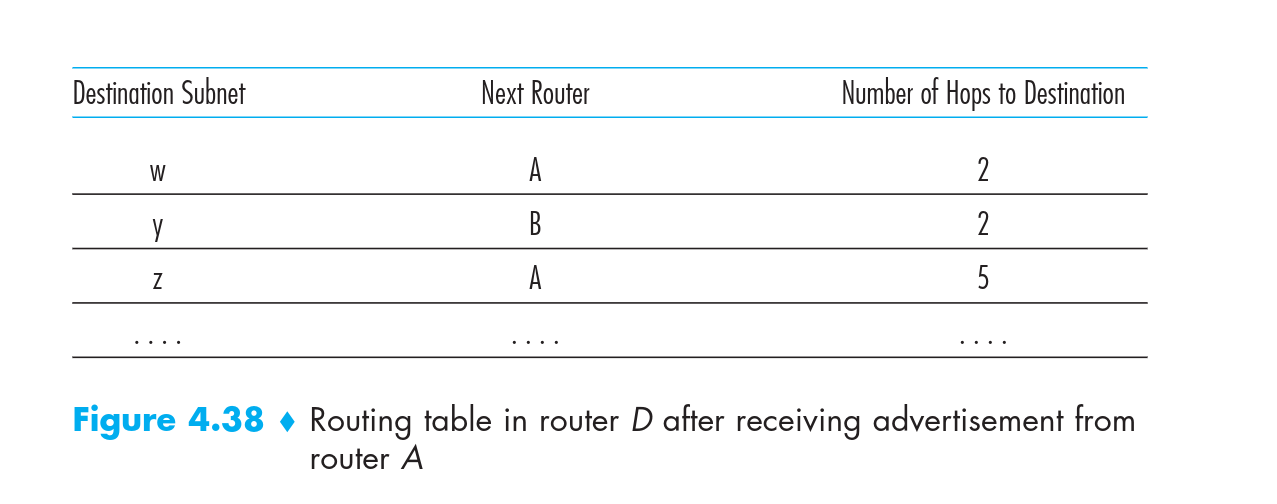 Destination Subnet Next Router Number of Hops to Destination
w A 2
y B 2
z A 5
. . . . . . . . . . . .
Figure 4.38 ♦ Routing table in router D after receiving advertisement from
router A